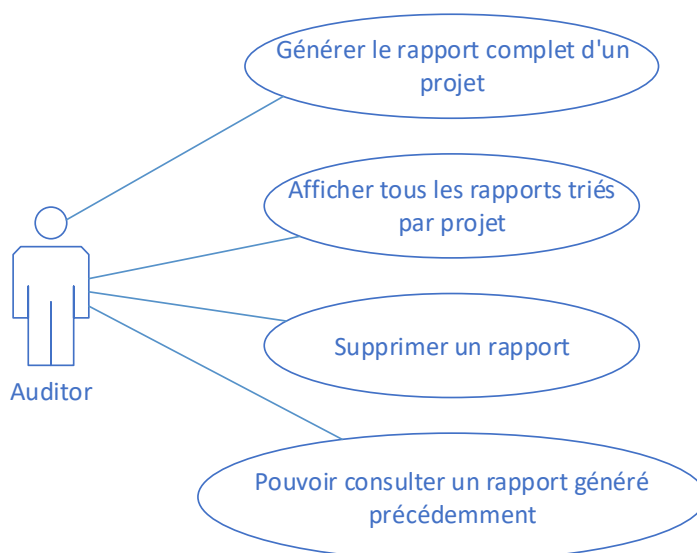 Générer le rapport complet d'un
projet
Afficher tous les rapports triés
par projet
Supprimer un rapport
Auditor
Pouvoir consulter un rapport généré
précédemment